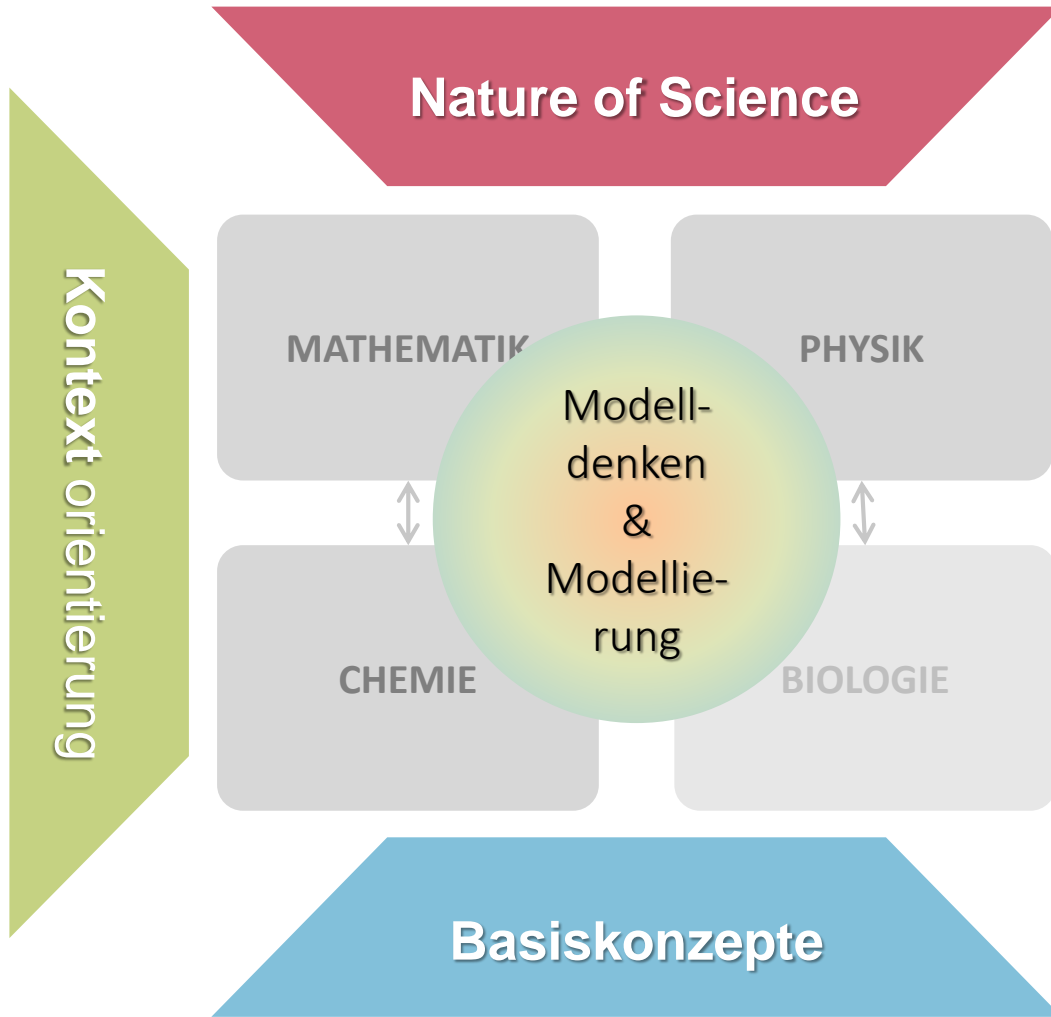 Nature of Science
Kontext orientierung
MATHEMATIK
PHYSIK
Modell-
denken
&
Modellie-
rung
CHEMIE
BIOLOGIE
Basiskonzepte